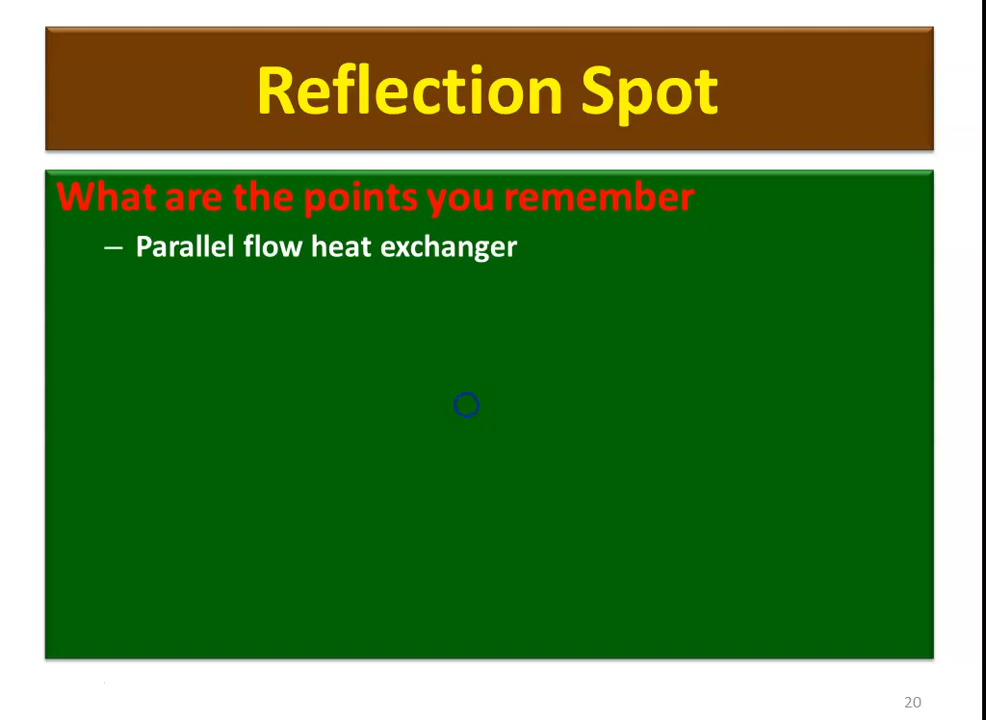 Reflection Spot
What are the points you remember
– Parallel flow heat exchanger
20